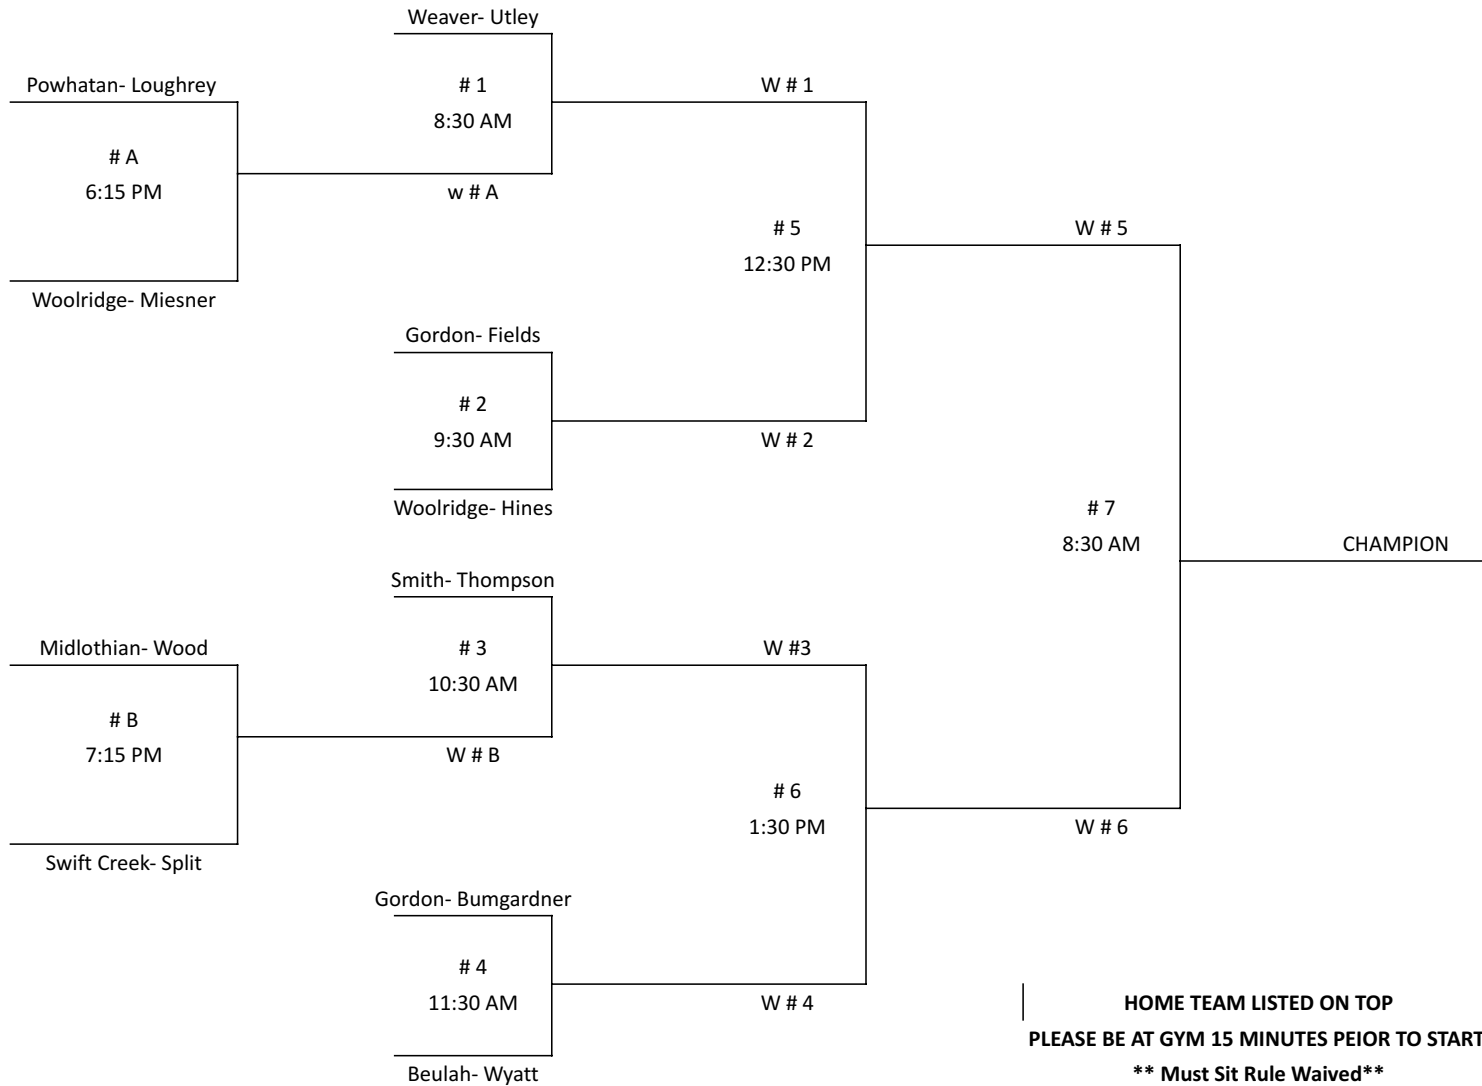 Weaver- Utley
Powhatan- Loughrey
# 1
W # 1
8:30 AM
# A
6:15 PM
w # A
# 5
W # 5
12:30 PM
Woolridge- Miesner
Gordon- Fields
# 2
9:30 AM
W # 2
Woolridge- Hines
# 7
8:30 AM
CHAMPION
Smith- Thompson
Midlothian- Wood
# 3
W #3
10:30 AM
# B
7:15 PM
W # B
# 6
1:30 PM
W # 6
Swift Creek- Split
Gordon- Bumgardner
# 4
11:30 AM
W # 4
HOME TEAM LISTED ON TOP
PLEASE BE AT GYM 15 MINUTES PEIOR TO START
Beulah- Wyatt
** Must Sit Rule Waived**